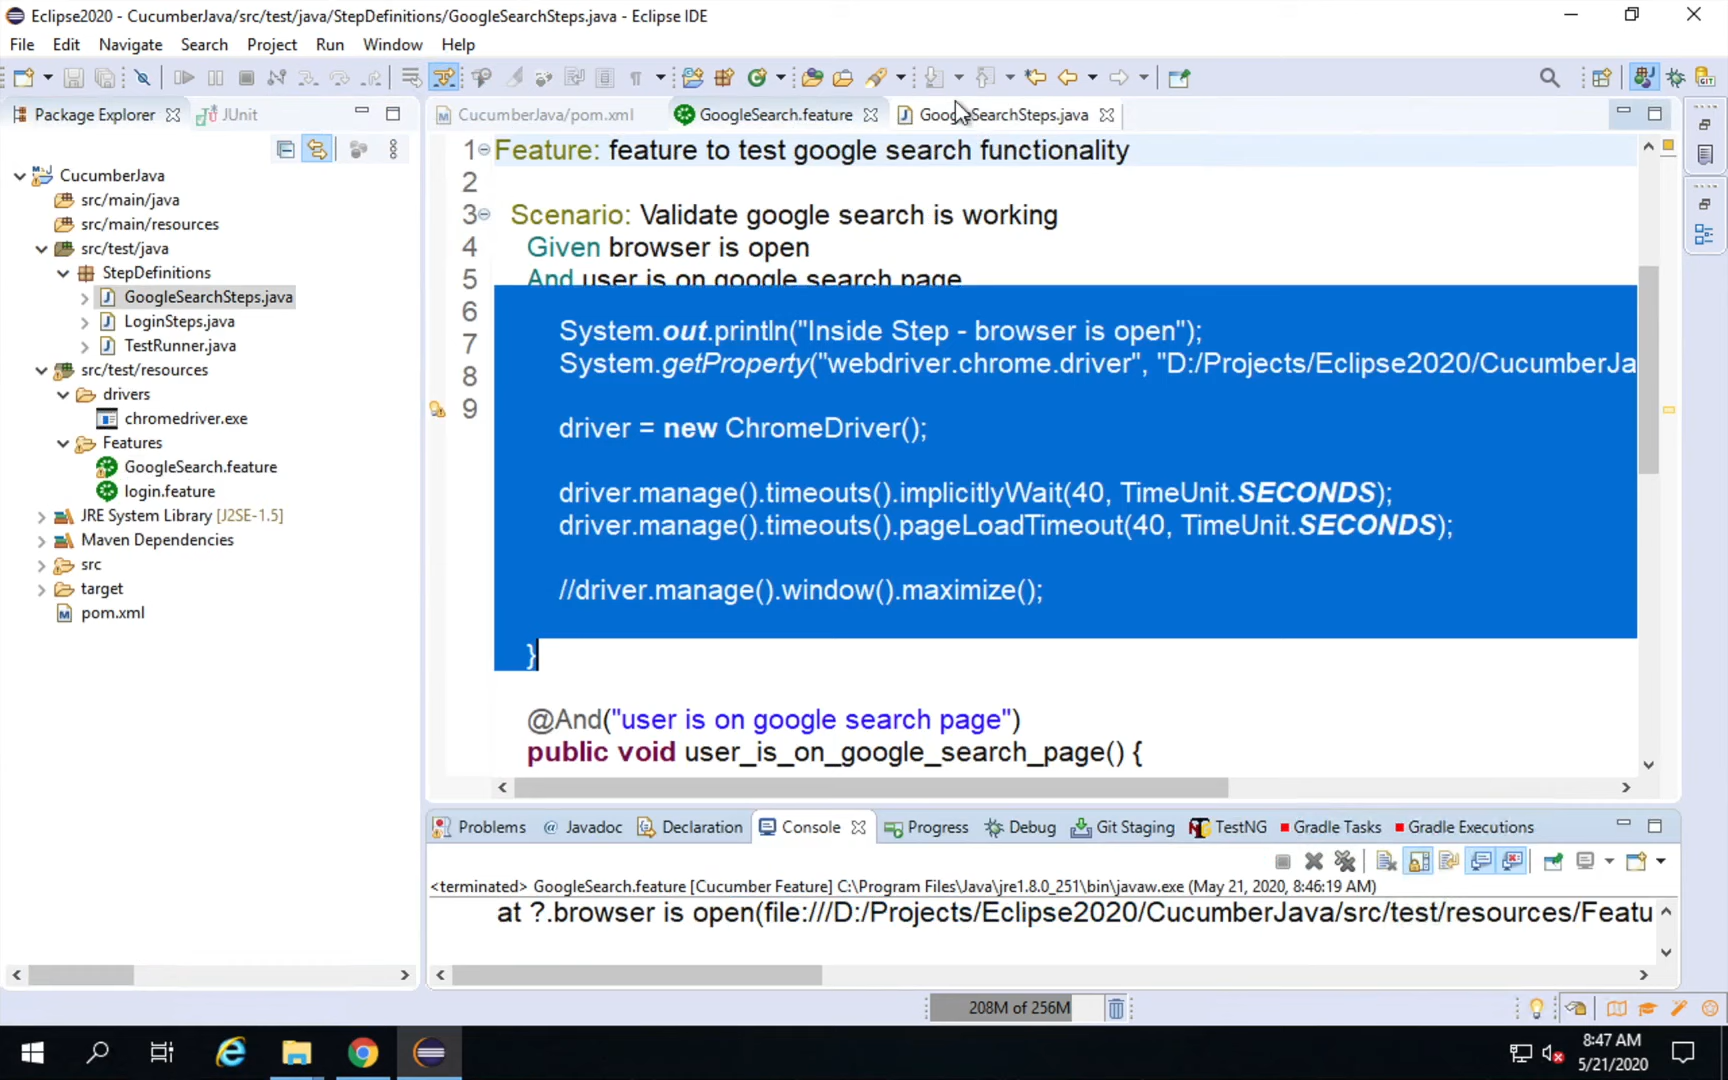 Eclipse2020 - CucumberJava/src/test/java/StepDefinitions/GoogleSearchSteps.java - Eclipse IDE
File Edit Navigate Search Project Run Window Help
Package Explorer JUnit
CucumberJava/pom.xml GoogleSearch.feature GoogleSearchSteps.java
CucumberJava
src/main/java
src/main/resources
src/test/java
StepDefinitions
GoogleSearchSteps.java
LoginSteps.java
TestRunner.java
src/test/resources
drivers
chromedriver.exe
Features
GoogleSearch.feature
login.feature
JRE System Library [J2SE-1.5]
Maven Dependencies
src
target
pom.xml
1 Feature: feature to test google search functionality
2
3 Scenario: Validate google search is working
4 Given browser is open
5 And user is on google search page
6
7
8
9
System.out.println("Inside Step - browser is open");
System.getProperty("webdriver.chrome.driver", "D:/Projects/Eclipse2020/CucumberJa
driver = new ChromeDriver();
driver.manage().timeouts().implicitlyWait(40, TimeUnit.SECONDS);
driver.manage().timeouts().pageLoadTimeout(40, TimeUnit.SECONDS);
//driver.manage().window().maximize();
}
@And("user is on google search page")
public void user_is_on_google_search_page() {
Problems Javadoc Declaration Console Progress Debug Git Staging TestNG Gradle Tasks Gradle Executions
<terminated> GoogleSearch.feature [Cucumber Feature] C:\Program Files\Java\jre1.8.0_251\bin\javaw.exe (May 21, 2020, 8:46:19 AM)
at ?.browser is open(file:///D:/Projects/Eclipse2020/CucumberJava/src/test/resources/Featu
208M of 256M
8:47 AM
5/21/2020